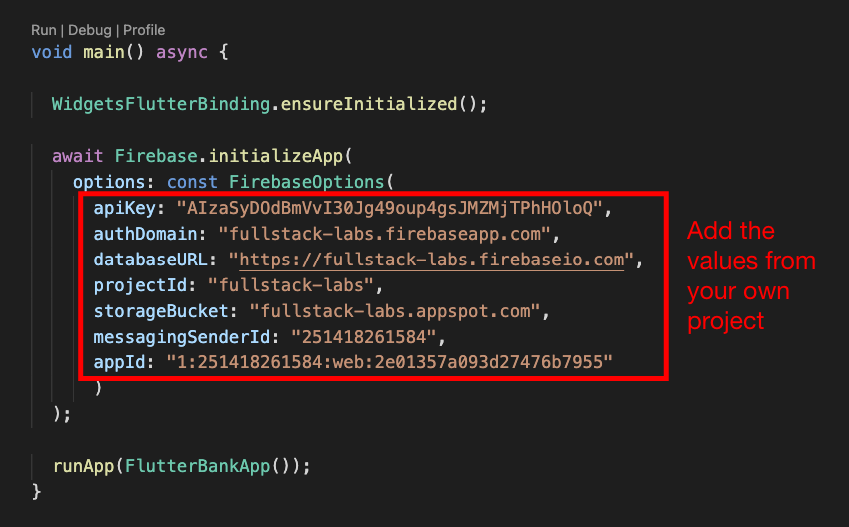 Run | Debug | Profile
void main() async {
WidgetsFlutterBinding.ensureInitialized();
await Firebase.initializeApp(
options: const FirebaseOptions(
apiKey: "AIzaSyDOdBmVvI30Jg49oup4gsJMZMjTPhHOloQ",
authDomain: "fullstack-labs.firebaseapp.com",
databaseURL: "https://fullstack-labs.firebaseio.com",
projectId: "fullstack-labs",
storageBucket: "fullstack-labs.appspot.com",
messagingSenderId: "251418261584",
appId: "1:251418261584:web:2e01357a093d27476b7955"
)
);
runApp(FlutterBankApp());
}
Add the
values from
your own
project